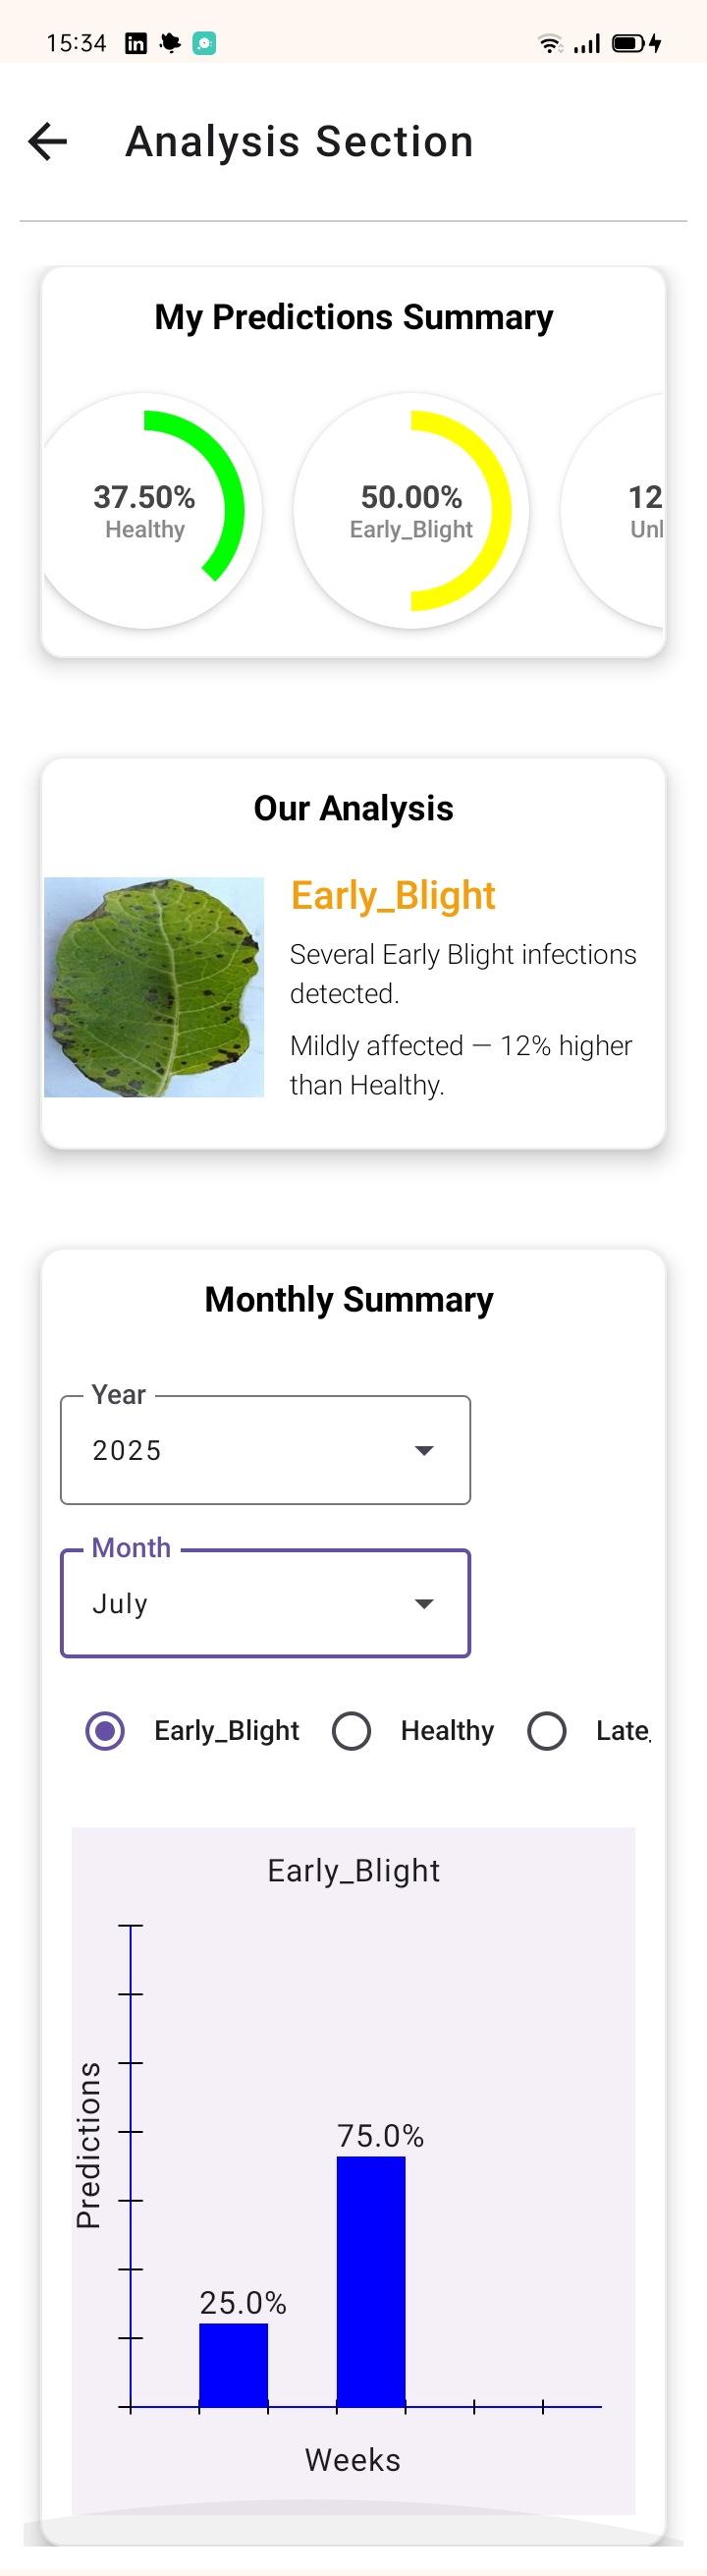 15:34
Analysis Section
My Predictions Summary
37.50%
Healthy
50.00%
Early_Blight
12
Our Analysis
Early_Blight
Several Early Blight infections
detected.
Mildly affected — 12% higher
than Healthy.
Monthly Summary
Year
2025
Month
July
Early_Blight Healthy Late_
Early_Blight
Predictions
75.0%
25.0%
Weeks